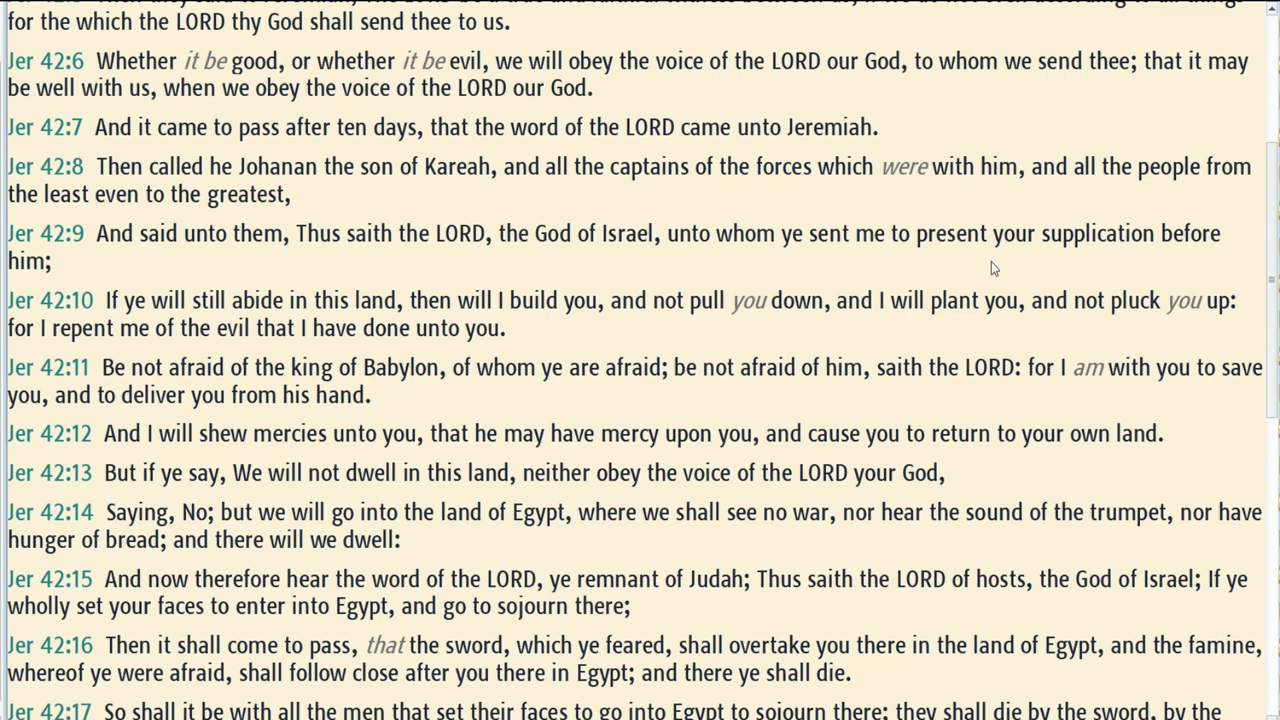 for the which the LORD thy God shall send thee to us.
Jer 42:6 Whether it be good, or whether it be evil, we will obey the voice of the LORD our God, to whom we send thee; that it may
be well with us, when we obey the voice of the LORD our God.
Jer 42:7 And it came to pass after ten days, that the word of the LORD came unto Jeremiah.
Jer 42:8 Then called he Johanan the son of Kareah, and all the captains of the forces which were with him, and all the people from
the least even to the greatest,
Jer 42:9 And said unto them, Thus saith the LORD, the God of Israel, unto whom ye sent me to present your supplication before
him;
Jer 42:10 If ye will still abide in this land, then will I build you, and not pull you down, and I will plant you, and not pluck you up:
for I repent me of the evil that I have done unto you.
Jer 42:11 Be not afraid of the king of Babylon, of whom ye are afraid; be not afraid of him, saith the LORD: for I am with you to save
you, and to deliver you from his hand.
Jer 42:12 And I will shew mercies unto you, that he may have mercy upon you, and cause you to return to your own land.
Jer 42:13 But if ye say, We will not dwell in this land, neither obey the voice of the LORD your God,
Jer 42:14 Saying, No; but we will go into the land of Egypt, where we shall see no war, nor hear the sound of the trumpet, nor have
hunger of bread; and there will we dwell:
Jer 42:15 And now therefore hear the word of the LORD, ye remnant of Judah; Thus saith the LORD of hosts, the God of Israel; If ye
wholly set your faces to enter into Egypt, and go to sojourn there;
Jer 42:16 Then it shall come to pass, that the sword, which ye feared, shall overtake you there in the land of Egypt, and the famine,
whereof ye were afraid, shall follow close after you there in Egypt; and there ye shall die.
Jer 42:17 So shall it be with all the men that set their faces to go into Egypt to sojourn there; they shall die by the sword, by the